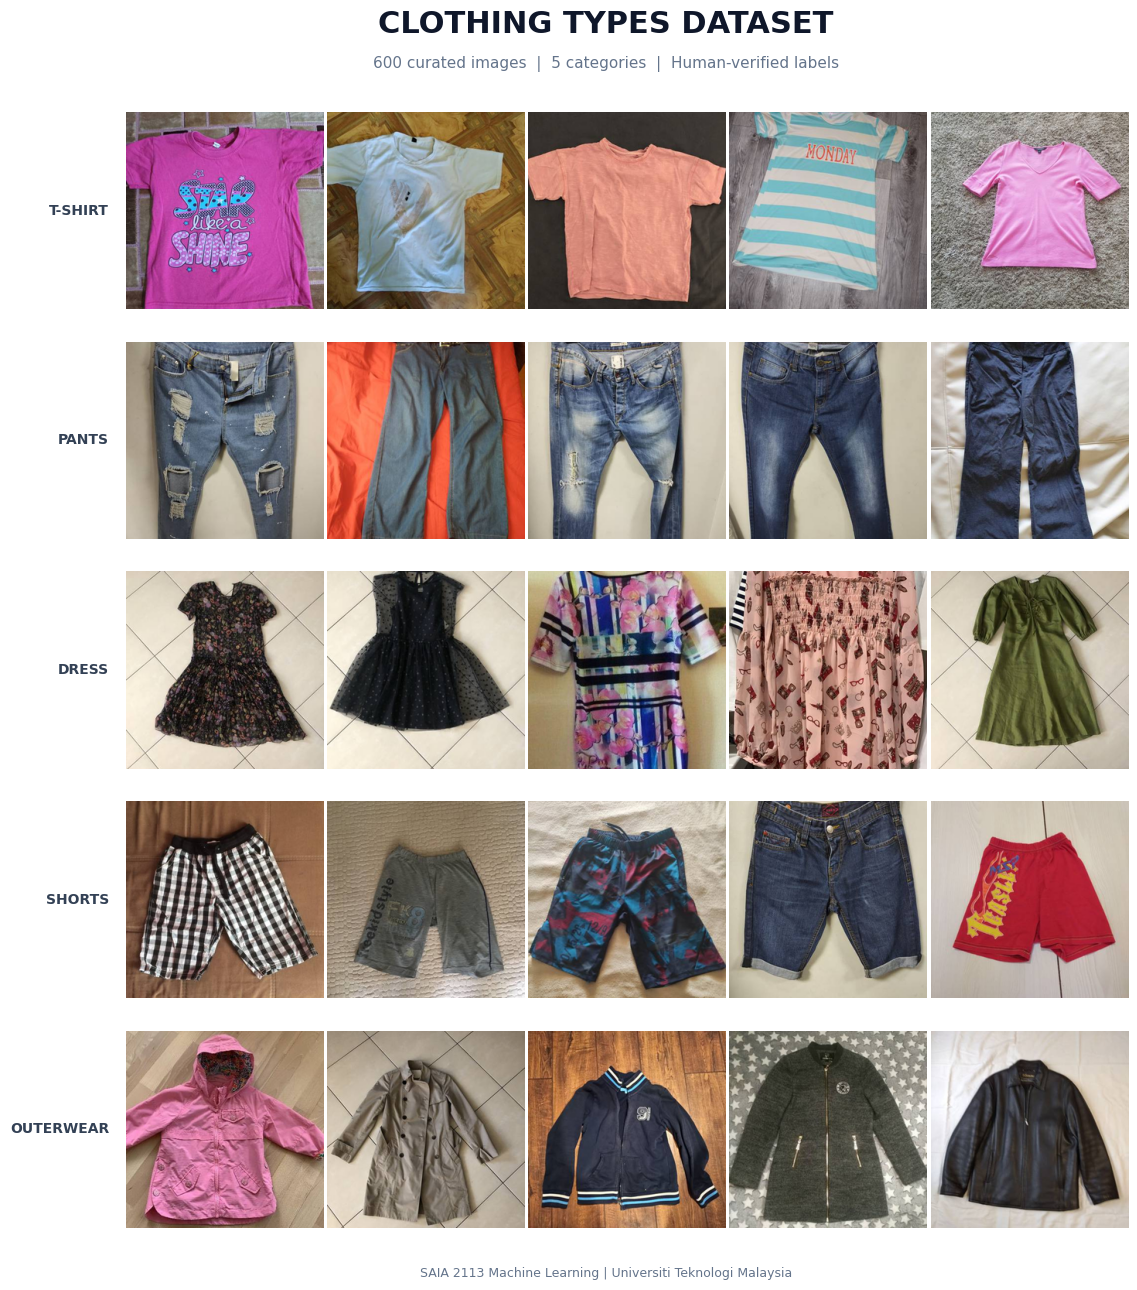 CLOTHING TYPES DATASET
600 curated images | 5 categories | Human-verified labels
T-SHIRT
STAR
like a
SHINE
MONDAY
PANTS
DRESS
SHORTS
OUTERWEAR
SAIA 2113 Machine Learning | Universiti Teknologi Malaysia